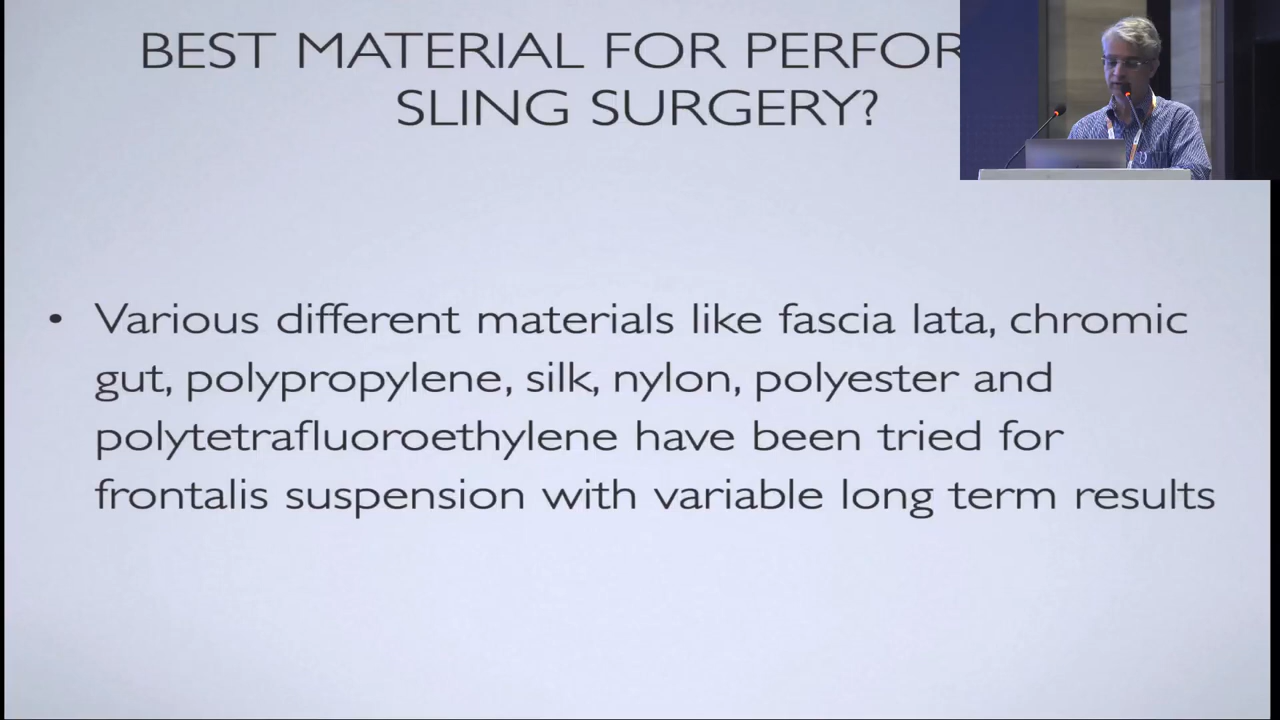 BEST MATERIAL FOR
SLING SURGERY?
• Various different materials like fascia lata, chromic
gut, polypropylene, silk, nylon, polyester and
polytetrafluoroethylene have been tried for
frontalis suspension with variable long term results